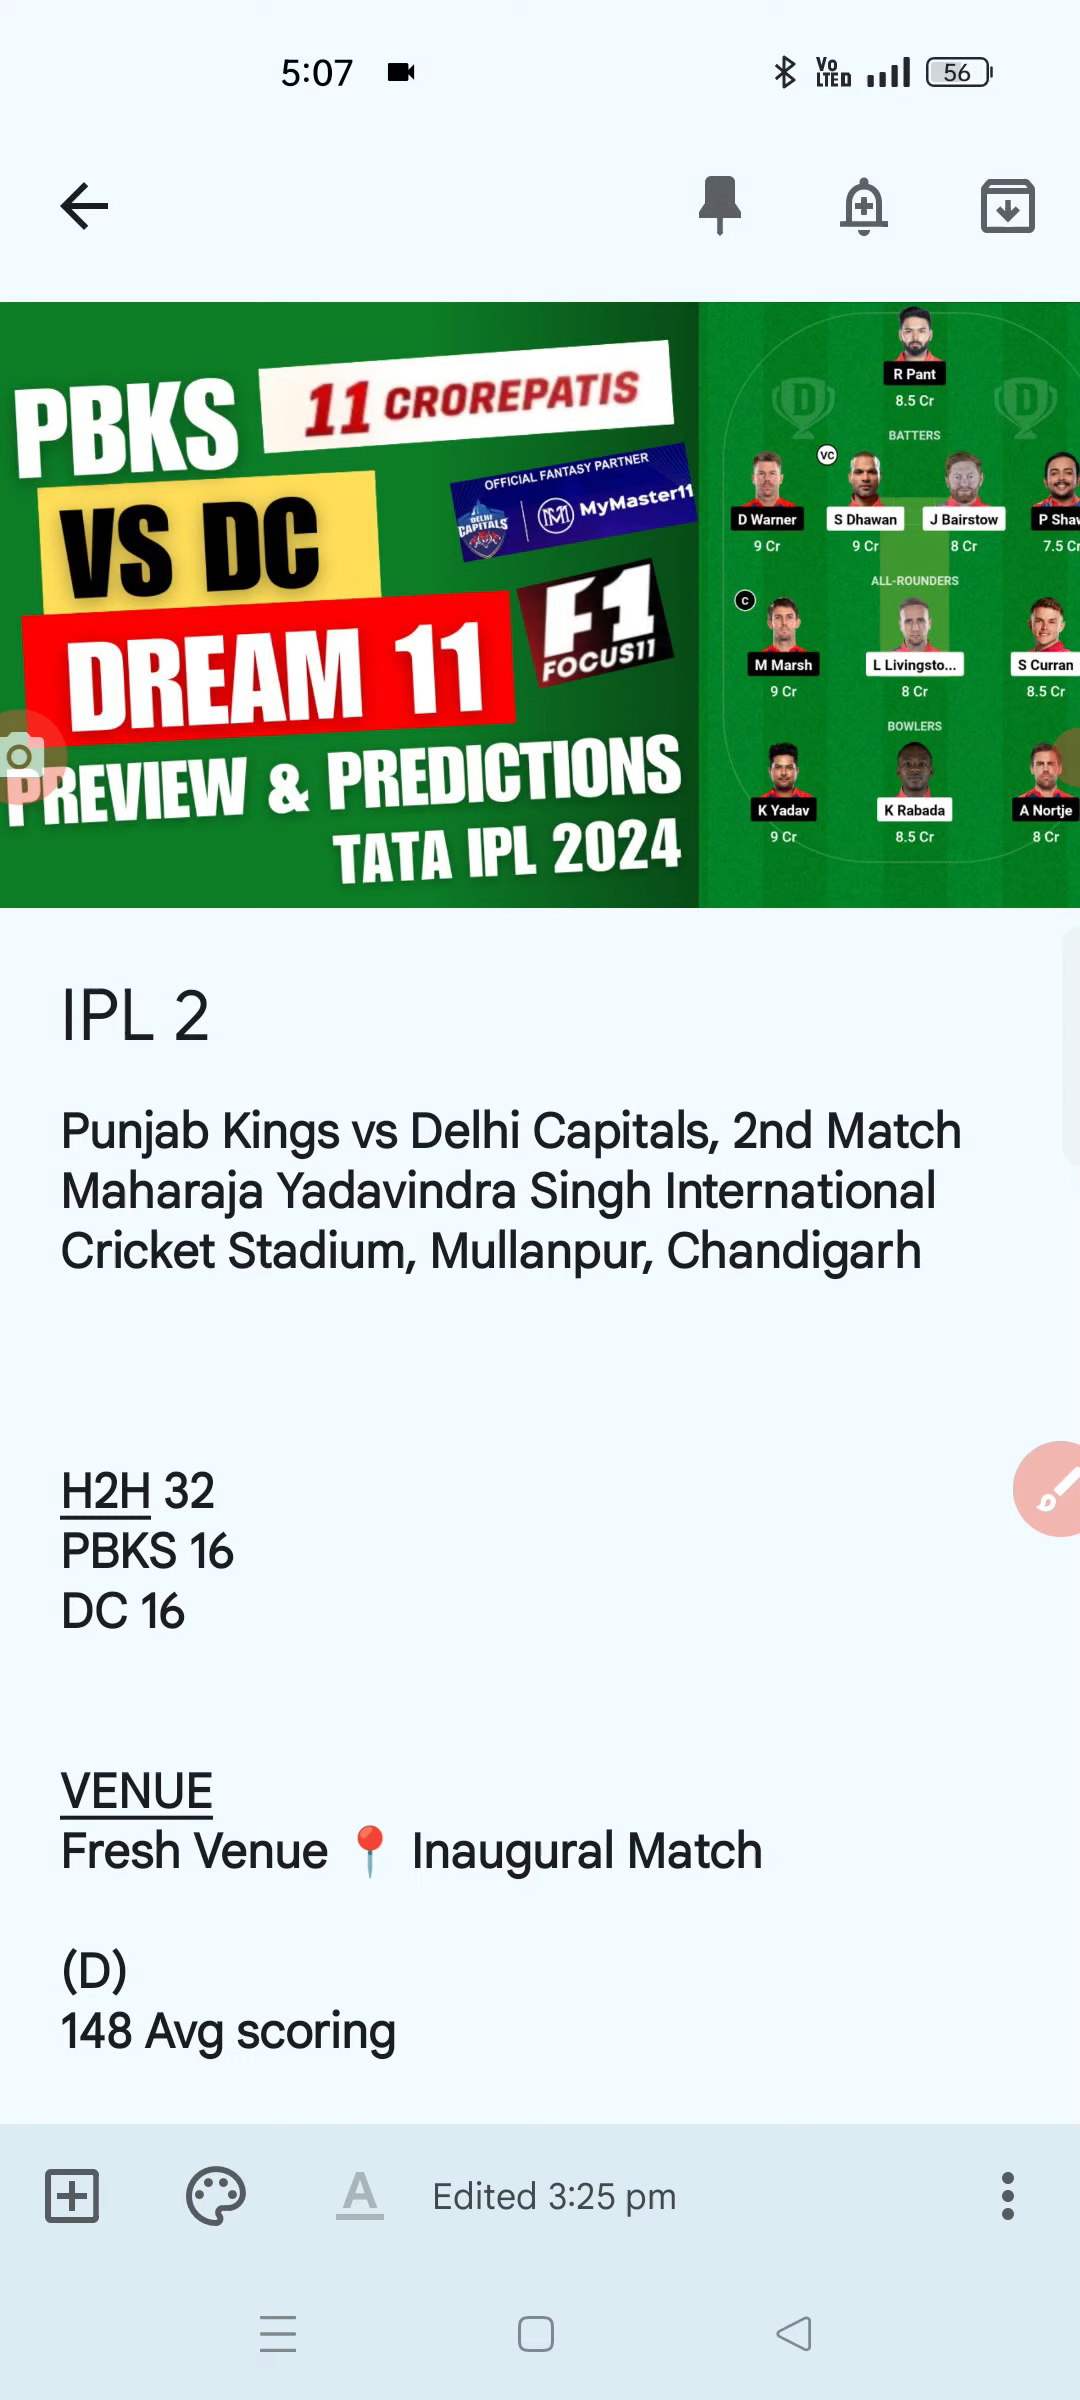 5:07
Vo
LTED
56
PBKS
11 CROREPATIS
VS DC
OFFICIAL FANTASY PARTNER
DELHI
CAPITALS
MyMaster11
DREAM 11
F1
FOCUS11
PREVIEW & PREDICTIONS
TATA IPL 2024
R Pant
8.5 Cr
BATTERS
VC
D Warner S Dhawan J Bairstow P Shaw
9 Cr 9 Cr 8 Cr 7.5 Cr
ALL-ROUNDERS
C
M Marsh L Livingsto... S Curran
9 Cr 8 Cr 8.5 Cr
BOWLERS
K Yadav K Rabada A Nortje
9 Cr 8.5 Cr 8 Cr
IPL 2
Punjab Kings vs Delhi Capitals, 2nd Match
Maharaja Yadavindra Singh International
Cricket Stadium, Mullanpur, Chandigarh
H2H 32
PBKS 16
DC 16
VENUE
Fresh Venue 📍 Inaugural Match
(D)
148 Avg scoring
A
Edited 3:25 pm